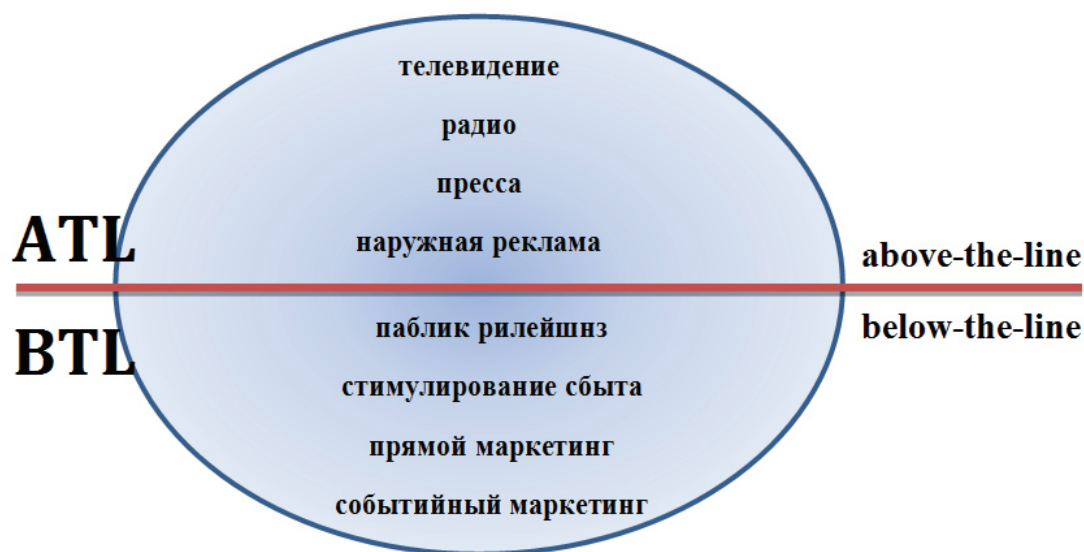 телевидение
радио
пресса
наружная реклама
ATL
above-the-line
BTL
below-the-line
паблик рилейшнз
стимулирование сбыта
прямой маркетинг
событийный маркетинг